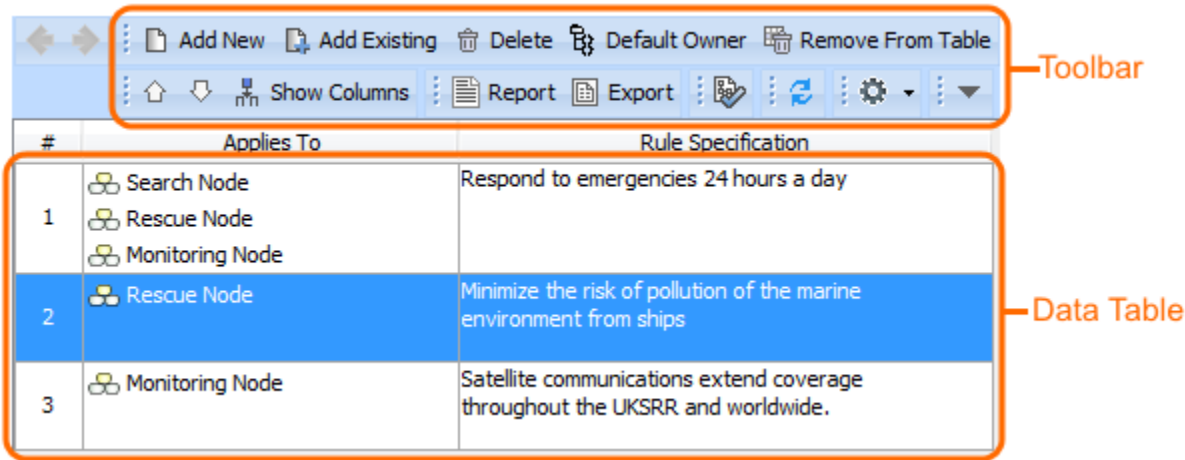 Add New Add Existing Delete Default Owner Remove From Table
Toolbar
Show Columns Report Export
# Applies To Rule Specification
1 Search Node Respond to emergencies 24 hours a day
Rescue Node
Monitoring Node
2 Rescue Node Minimize the risk of pollution of the marine
environment from ships
Data Table
3 Monitoring Node Satellite communications extend coverage
throughout the UKSRR and worldwide.